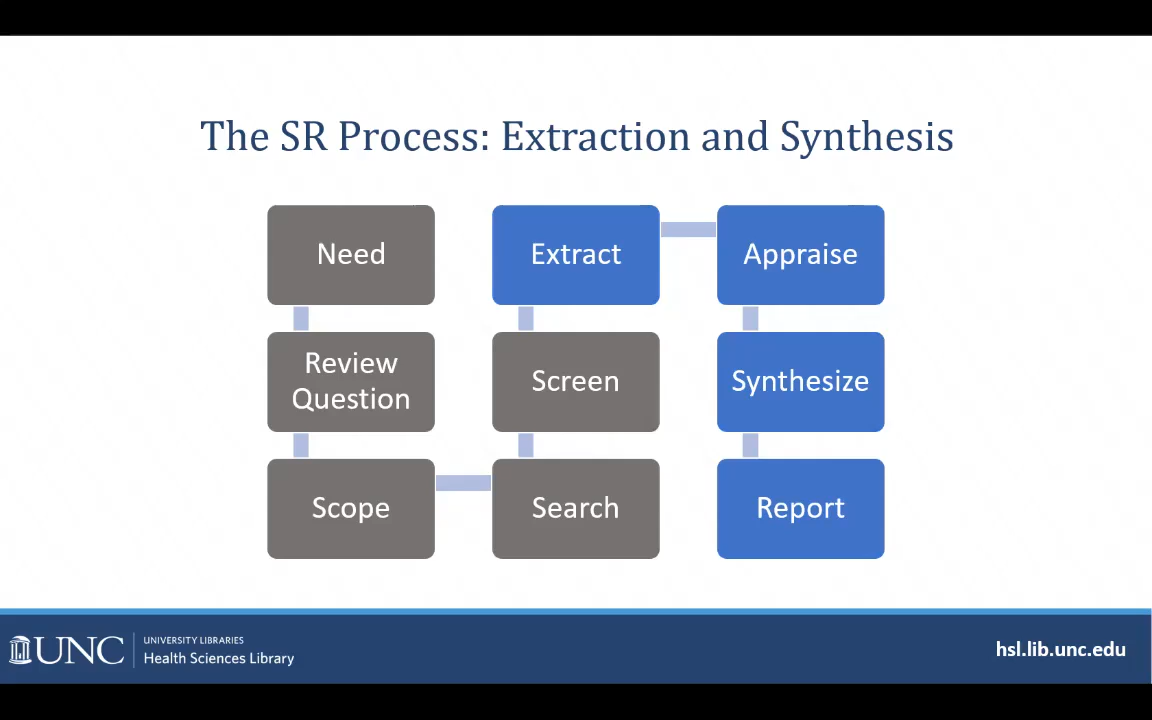 The SR Process: Extraction and Synthesis
Need
Review
Question
Scope
Search
Screen
Extract
Appraise
Synthesize
Report
UNC
UNIVERSITY LIBRARIES
Health Sciences Library
hsl.lib.unc.edu